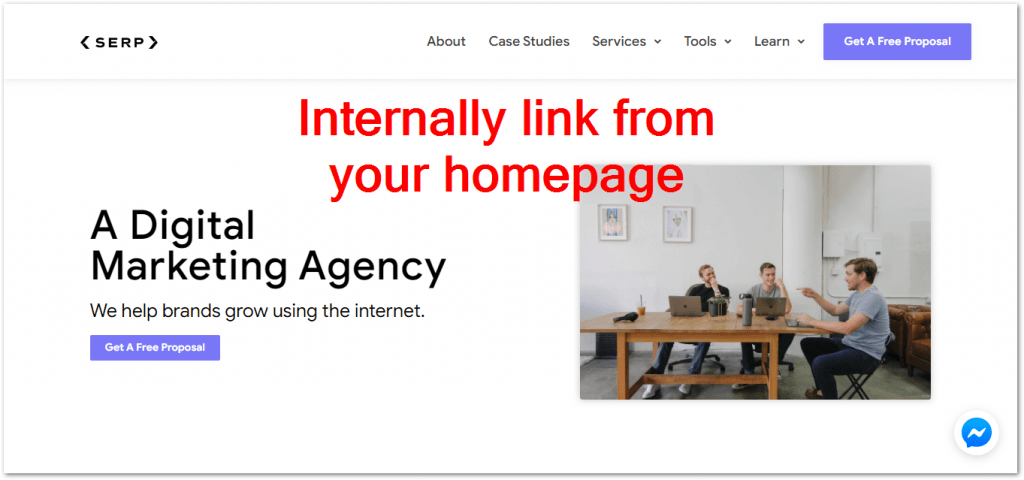 SERP
About Case Studies Services Tools Learn Get A Free Proposal
Internally link from
your homepage
A Digital
Marketing Agency
We help brands grow using the internet.
Get A Free Proposal